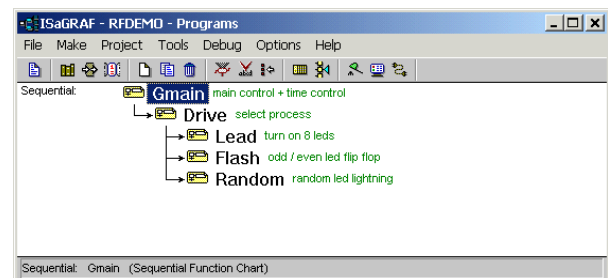 ISaGRAF - RFDEMO - Programs
File Make Project Tools Debug Options Help
Sequential: Gmain main control + time control
Drive select process
Lead turn on 8 leds
Flash odd / even led flip flop
Random random led lightning
Sequential: Gmain (Sequential Function Chart)